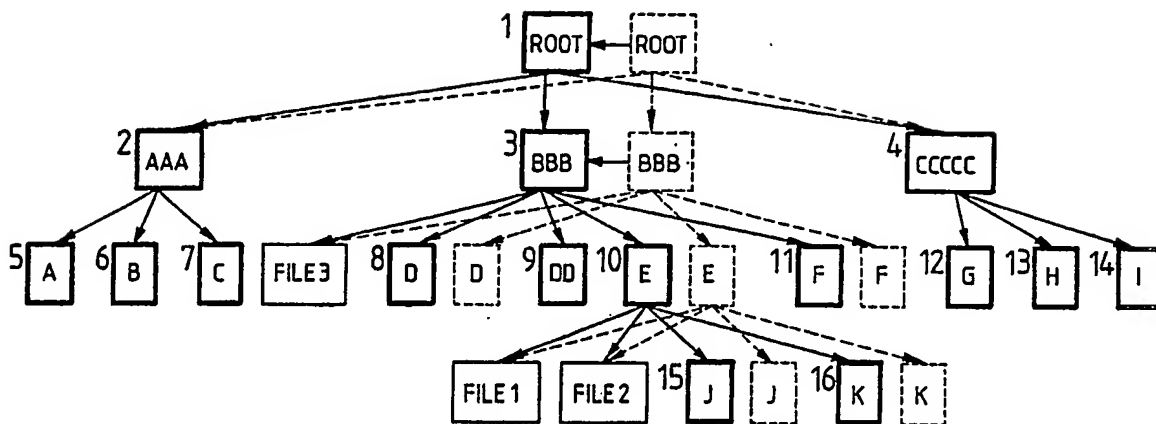 1 ROOT ROOT
2 AAA 3 BBB BBB 4 CCCCC
5 A 6 B 7 C FILE3 8 D D 9 DD 10 E E 11 F F 12 G 13 H 14 I
FILE1 FILE2 15 J J 16 K K